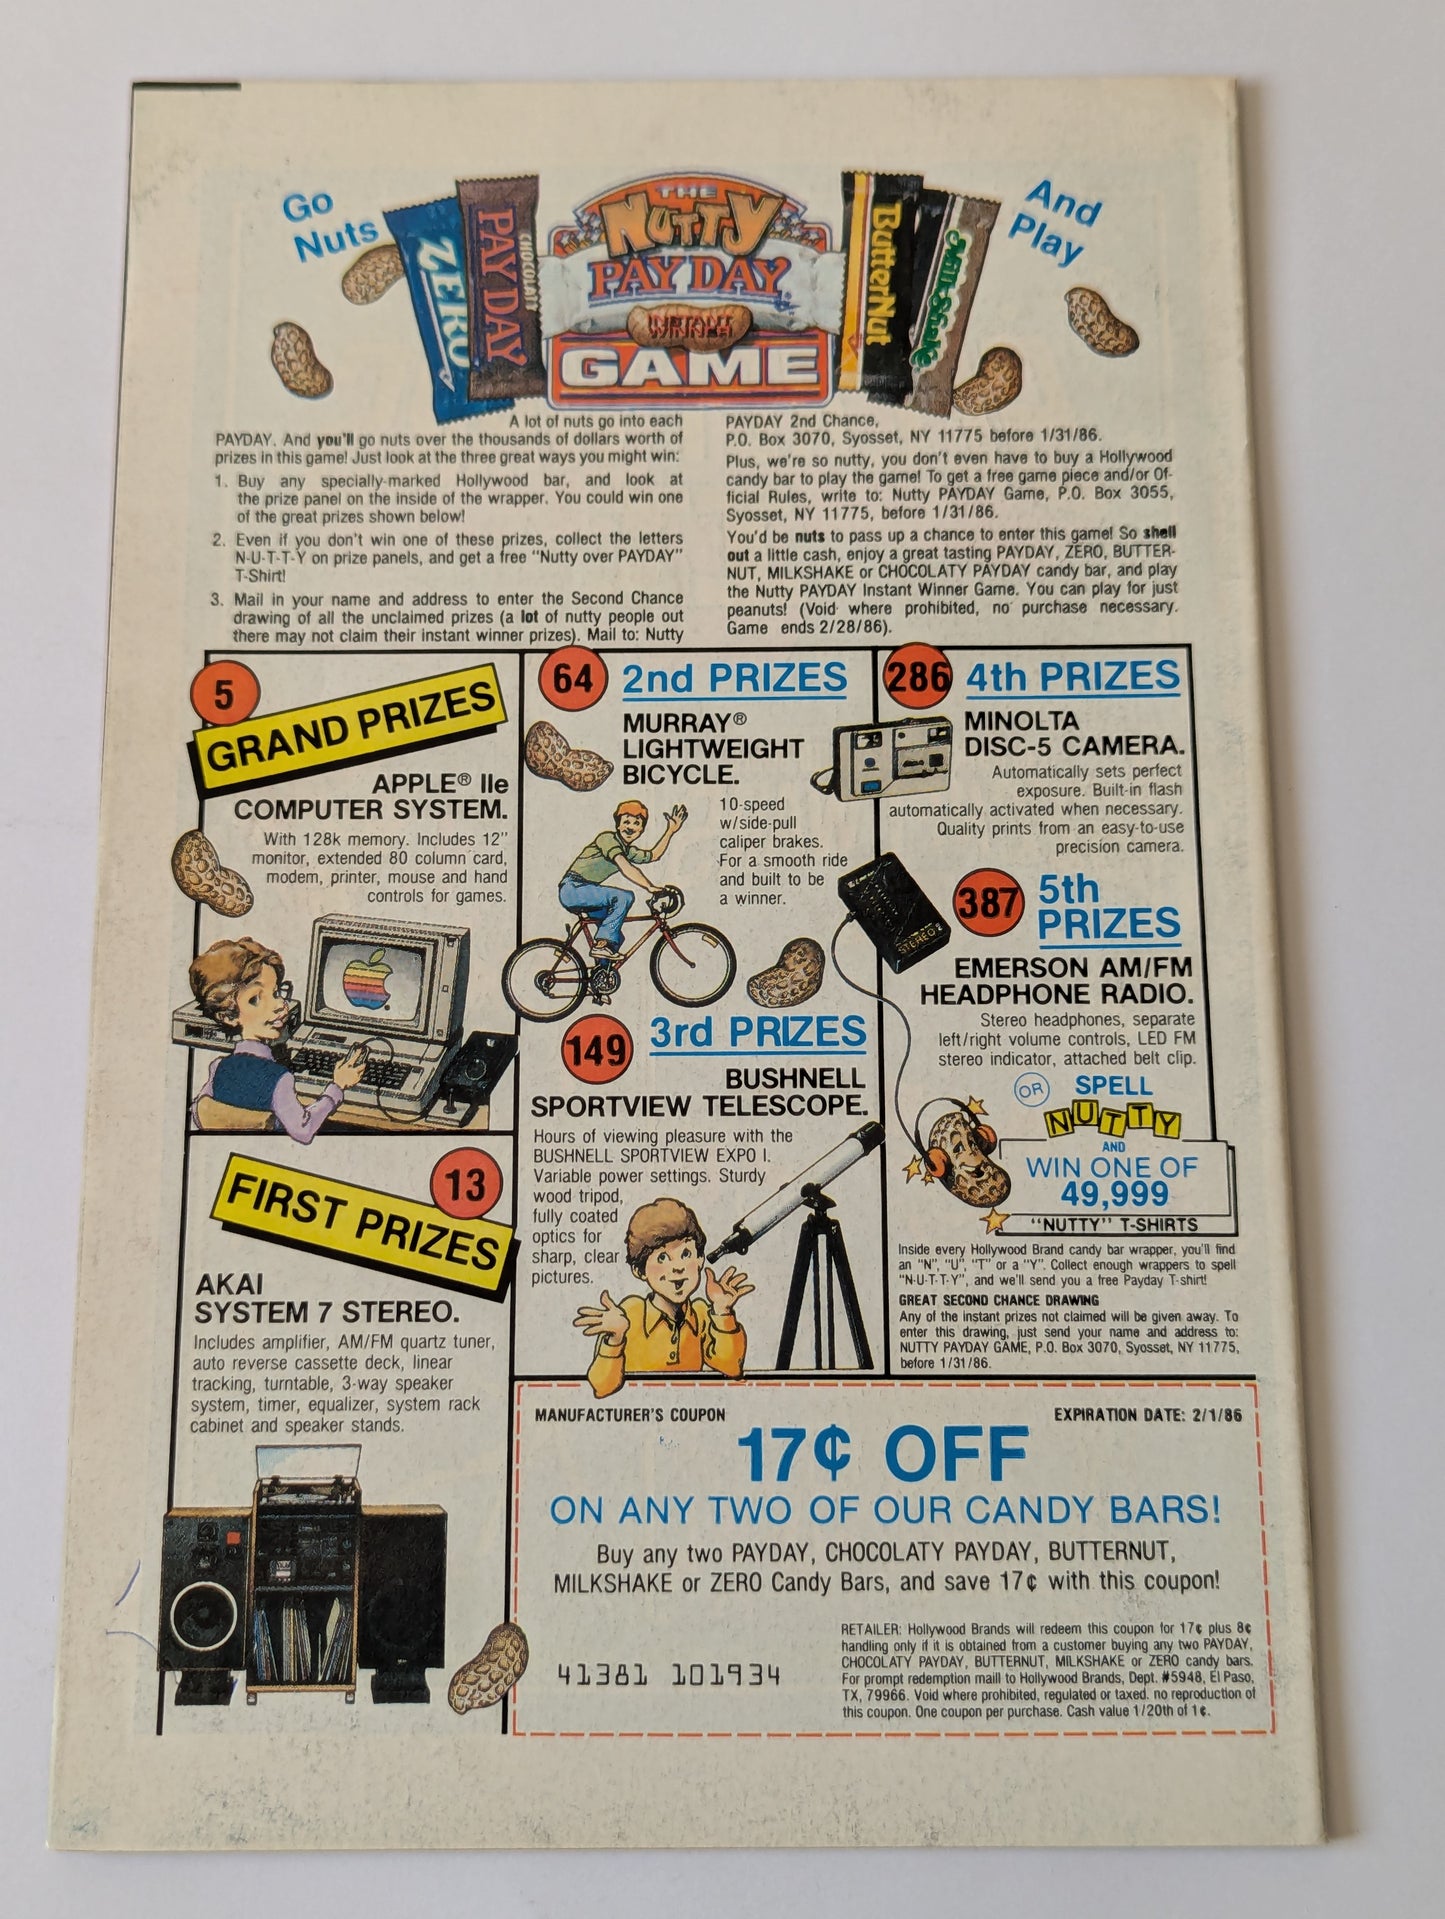 Go
Nuts
ZERO
PAY DAY
CHOCOLATY
THE
NUTTY
PAY DAY
INSTANT
WINNER
GAME
ButterNut
MilkShake
And
Play
A lot of nuts go into each
PAYDAY. And you'll go nuts over the thousands of dollars worth of
prizes in this game! Just look at the three great ways you might win:
1. Buy any specially-marked Hollywood bar, and look at
the prize panel on the inside of the wrapper. You could win one
of the great prizes shown below!
2. Even if you don't win one of these prizes, collect the letters
N-U-T-T-Y on prize panels, and get a free "Nutty over PAYDAY"
T-Shirt!
3. Mail in your name and address to enter the Second Chance
drawing of all the unclaimed prizes (a lot of nutty people out
there may not claim their instant winner prizes). Mail to: Nutty
PAYDAY 2nd Chance,
P.O. Box 3070, Syosset, NY 11775 before 1/31/86.
Plus, we're so nutty, you don't even have to buy a Hollywood
candy bar to play the game! To get a free game piece and/or Of-
ficial Rules, write to: Nutty PAYDAY Game, P.O. Box 3055,
Syosset, NY 11775, before 1/31/86.
You'd be nuts to pass up a chance to enter this game! So shell
out a little cash, enjoy a great tasting PAYDAY, ZERO, BUTTER-
NUT, MILKSHAKE or CHOCOLATY PAYDAY candy bar, and play
the Nutty PAYDAY Instant Winner Game. You can play for just
peanuts! (Void where prohibited, no purchase necessary.
Game ends 2/28/86).
5
GRAND PRIZES
APPLE® IIe
COMPUTER SYSTEM.
With 128k memory. Includes 12"
monitor, extended 80 column card,
modem, printer, mouse and hand
controls for games.
13
FIRST PRIZES
AKAI
SYSTEM 7 STEREO.
Includes amplifier, AM/FM quartz tuner,
auto reverse cassette deck, linear
tracking, turntable, 3-way speaker
system, timer, equalizer, system rack
cabinet and speaker stands.
64
2nd PRIZES
MURRAY®
LIGHTWEIGHT
BICYCLE.
10-speed
w/side-pull
caliper brakes.
For a smooth ride
and built to be
a winner.
149
3rd PRIZES
BUSHNELL
SPORTVIEW TELESCOPE.
Hours of viewing pleasure with the
BUSHNELL SPORTVIEW EXPO I.
Variable power settings. Sturdy
wood tripod,
fully coated
optics for
sharp, clear
pictures.
286
4th PRIZES
MINOLTA
DISC-5 CAMERA.
Automatically sets perfect
exposure. Built-in flash
automatically activated when necessary.
Quality prints from an easy-to-use
precision camera.
387
5th
PRIZES
STEREO
EMERSON AM/FM
HEADPHONE RADIO.
Stereo headphones, separate
left/right volume controls, LED FM
stereo indicator, attached belt clip.
OR
SPELL
NUTTY
AND
WIN ONE OF
49,999
"NUTTY" T-SHIRTS
Inside every Hollywood Brand candy bar wrapper, you'll find
an "N", "U", "T" or a "Y". Collect enough wrappers to spell
"N-U-T-T-Y", and we'll send you a free Payday T-shirt!
GREAT SECOND CHANCE DRAWING
Any of the instant prizes not claimed will be given away. To
enter this drawing, just send your name and address to:
NUTTY PAYDAY GAME, P.O. Box 3070, Syosset, NY 11775,
before 1/31/86.
MANUFACTURER'S COUPON
EXPIRATION DATE: 2/1/86
17¢ OFF
ON ANY TWO OF OUR CANDY BARS!
Buy any two PAYDAY, CHOCOLATY PAYDAY, BUTTERNUT,
MILKSHAKE or ZERO Candy Bars, and save 17¢ with this coupon!
RETAILER: Hollywood Brands will redeem this coupon for 17¢ plus 8¢
handling only if it is obtained from a customer buying any two PAYDAY,
CHOCOLATY PAYDAY, BUTTERNUT, MILKSHAKE or ZERO candy bars.
For prompt redemption maill to Hollywood Brands, Dept. #5948, El Paso,
TX, 79966. Void where prohibited, regulated or taxed. no reproduction of
this coupon. One coupon per purchase. Cash value 1/20th of 1¢.
41381 101934